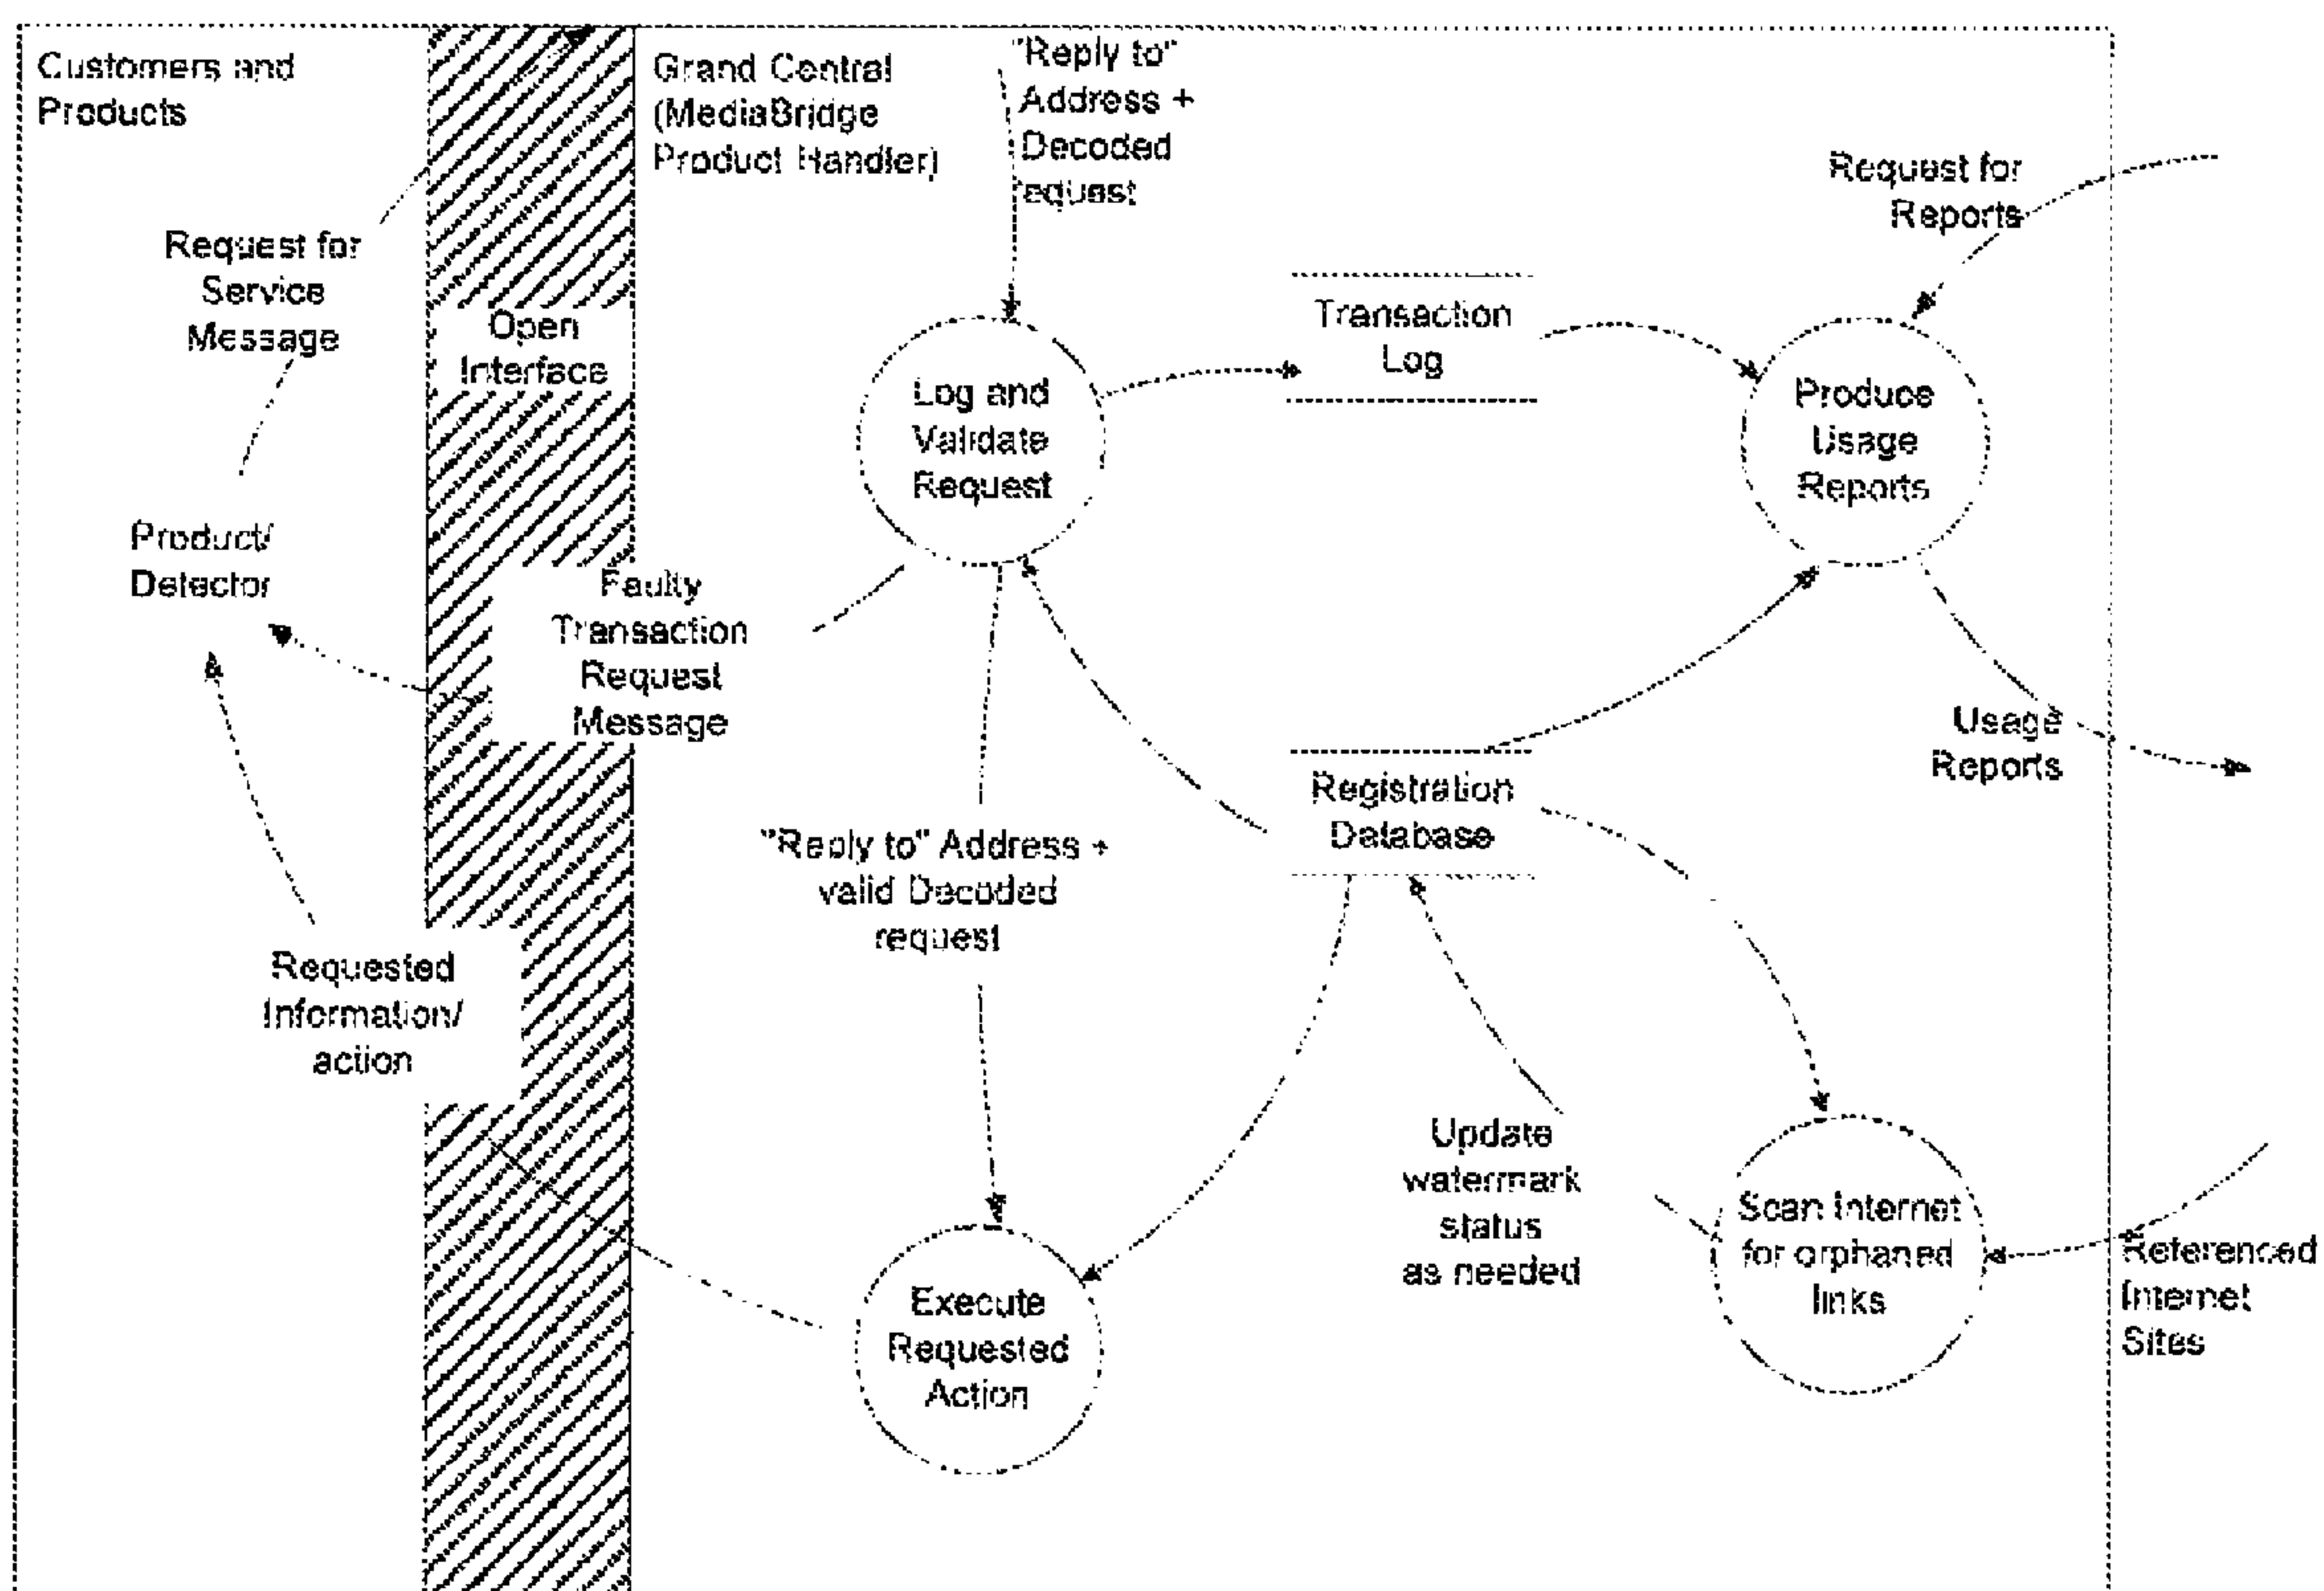 Customers and
Products
Grand Central
(MediaBridge
Product Handler)
"Reply to"
Address +
Decoded
request
Request for
Reports
Request for
Service
Message
Open
Interface
Transaction
Log
Log and
Validate
Request
Produce
Usage
Reports
Product/
Detector
Faulty
Transaction
Request
Message
Usage
Reports
Registration
Database
"Reply to" Address +
valid Decoded
request
Requested
Information/
action
Update
watermark
status
as needed
Scan Internet
for orphaned
links
Referenced
Internet
Sites
Execute
Requested
Action